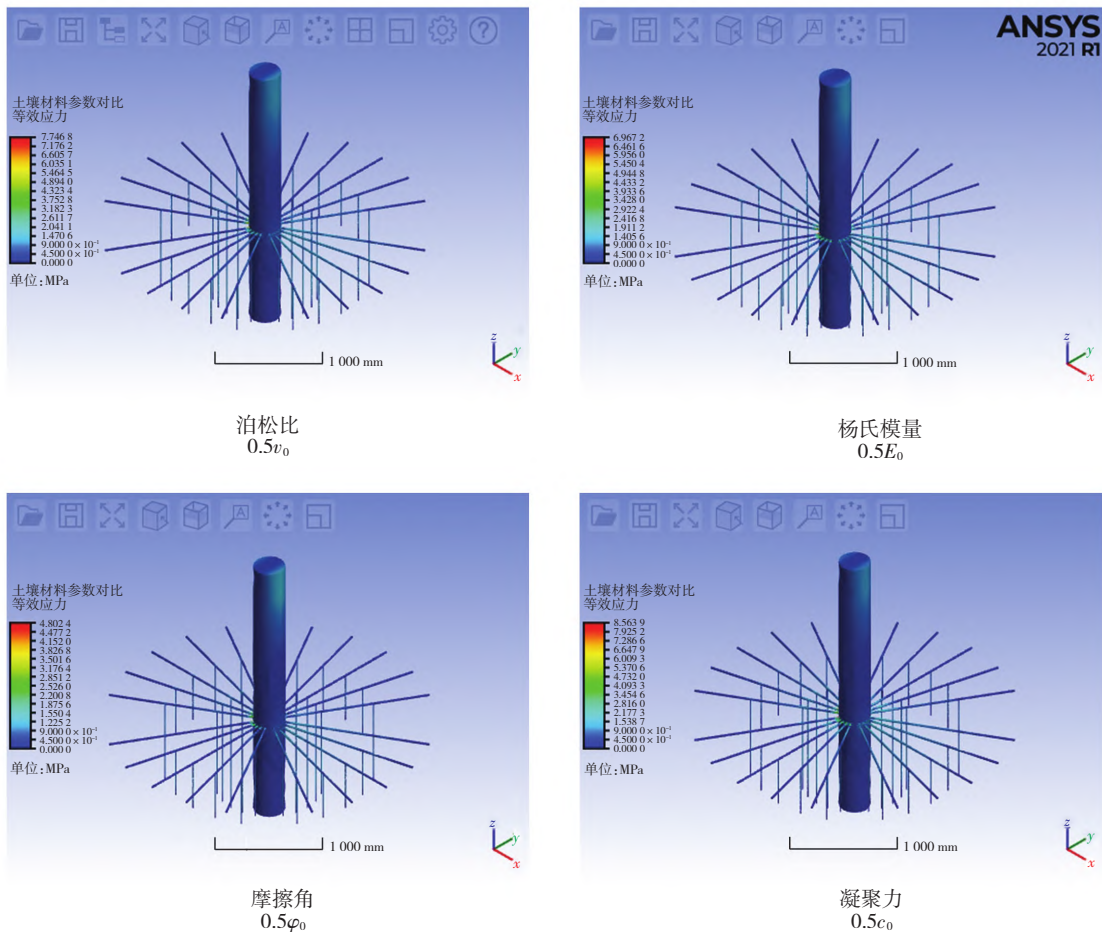 ANSYS
2021 R1
土壤材料参数对比
等效应力
7.746 8
7.176 2
6.605 7
6.035 1
5.464 5
4.894 0
4.323 4
3.752 8
3.182 3
2.611 7
2.041 1
1.470 6
9.000 0×10⁻¹
4.500 0×10⁻¹
0.000 0
单位:MPa
1 000 mm
z
y
x
泊松比
0.5v₀
土壤材料参数对比
等效应力
6.967 2
6.461 6
5.956 0
5.450 4
4.944 8
4.433 2
3.933 6
3.428 0
2.922 4
2.416 8
1.911 2
1.405 6
9.000 0×10⁻¹
4.500 0×10⁻¹
0.000 0
单位:MPa
1 000 mm
z
y
x
杨氏模量
0.5E₀
土壤材料参数对比
等效应力
4.802 4
4.477 2
4.152 0
3.826 8
3.501 6
3.176 4
2.851 2
2.526 0
2.200 8
1.875 6
1.550 4
1.225 2
9.000 0×10⁻¹
4.500 0×10⁻¹
0.000 0
单位:MPa
1 000 mm
z
y
x
摩擦角
0.5φ₀
土壤材料参数对比
等效应力
8.563 9
7.925 2
7.286 6
6.647 9
6.009 3
5.370 6
4.732 0
4.093 3
3.454 6
2.816 0
2.177 3
1.538 7
9.000 0×10⁻¹
4.500 0×10⁻¹
0.000 0
单位:MPa
1 000 mm
z
y
x
凝聚力
0.5c₀